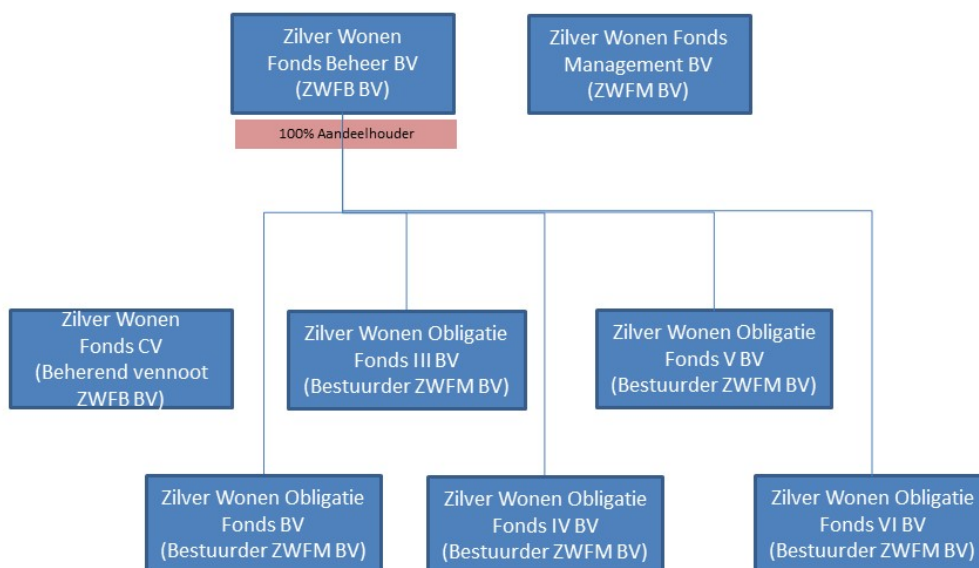 Zilver Wonen
Fonds Beheer BV
(ZWFB BV)
Zilver Wonen Fonds
Management BV
(ZWFM BV)
100% Aandeelhouder
Zilver Wonen
Fonds CV
(Beherend vennoot
ZWFB BV)
Zilver Wonen Obligatie
Fonds III BV
(Bestuurder ZWFM BV)
Zilver Wonen Obligatie
Fonds V BV
(Bestuurder ZWFM BV)
Zilver Wonen Obligatie
Fonds BV
(Bestuurder ZWFM BV)
Zilver Wonen Obligatie
Fonds IV BV
(Bestuurder ZWFM BV)
Zilver Wonen Obligatie
Fonds VI BV
(Bestuurder ZWFM BV)